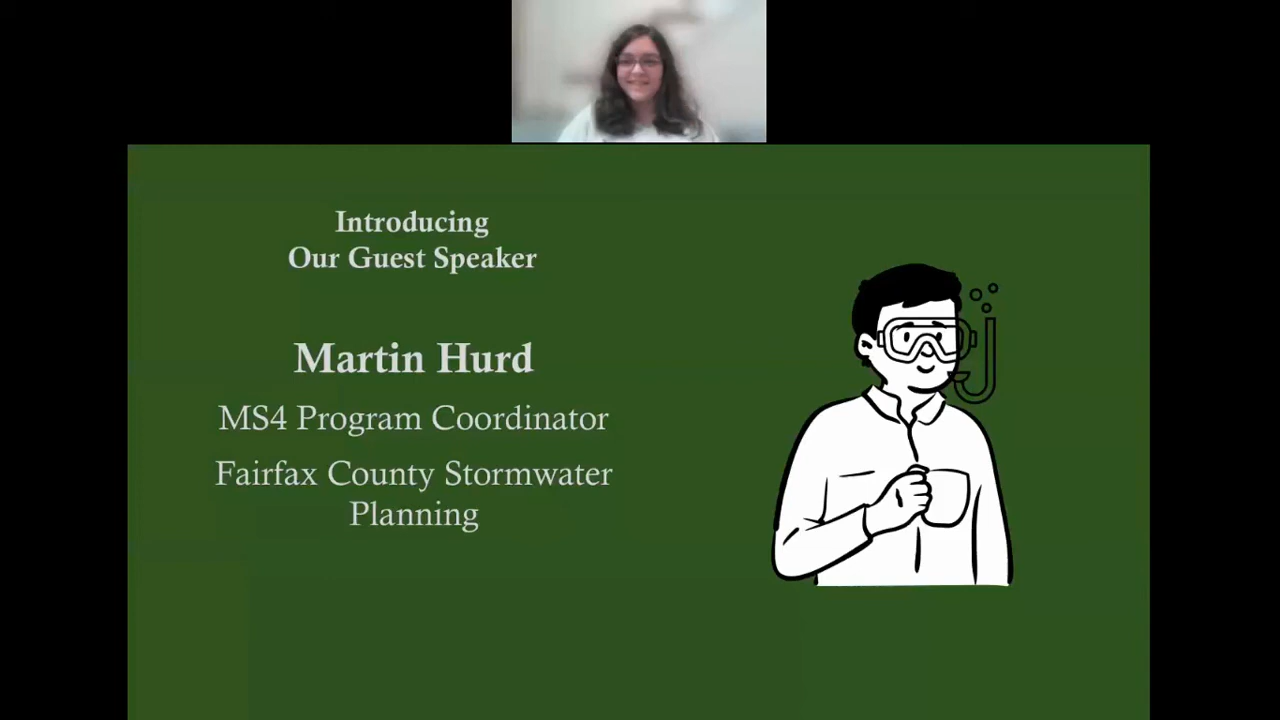 Introducing
Our Guest Speaker
Martin Hurd
MS4 Program Coordinator
Fairfax County Stormwater
Planning